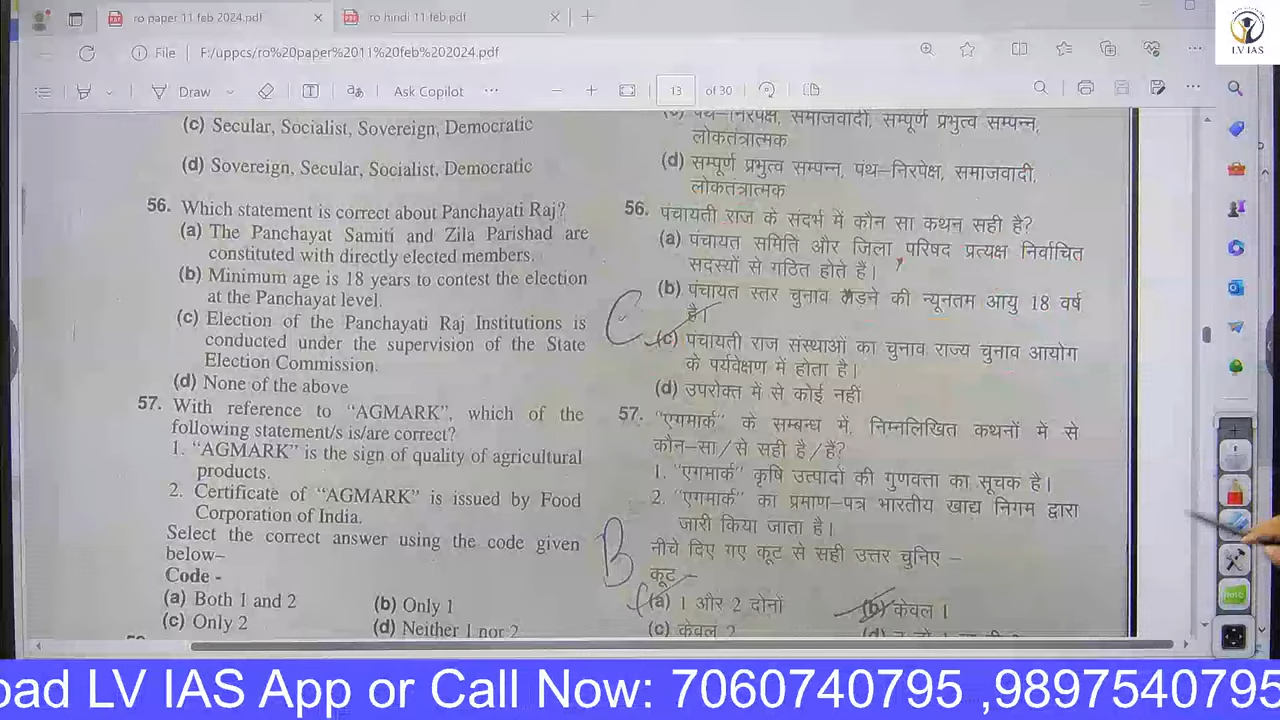 ro paper 11 feb 2024.pdf
ro hindi 11 feb.pdf
LV IAS
File
F:/uppcs/ro%20paper%2011%20feb%202024.pdf
Draw
Ask Copilot
13
of 30
(c) Secular, Socialist, Sovereign, Democratic
(d) Sovereign, Secular, Socialist, Democratic
56. Which statement is correct about Panchayati Raj?
(a) The Panchayat Samiti and Zila Parishad are
constituted with directly elected members.
(b) Minimum age is 18 years to contest the election
at the Panchayat level.
(c) Election of the Panchayati Raj Institutions is
conducted under the supervision of the State
Election Commission.
(d) None of the above
57. With reference to “AGMARK”, which of the
following statement/s is/are correct?
1. “AGMARK” is the sign of quality of agricultural
products.
2. Certificate of “AGMARK” is issued by Food
Corporation of India.
Select the correct answer using the code given
below–
Code -
(a) Both 1 and 2
(b) Only 1
(c) Only 2
(d) Neither 1 nor 2
पंथ–निरपेक्ष, समाजवादी, सम्पूर्ण प्रभुत्व सम्पन्न,
लोकतंत्रात्मक
(d) सम्पूर्ण प्रभुत्व सम्पन्न, पंथ–निरपेक्ष, समाजवादी,
लोकतंत्रात्मक
56. पंचायती राज के संदर्भ में कौन सा कथन सही है?
(a) पंचायत समिति और जिला परिषद प्रत्यक्ष निर्वाचित
सदस्यों से गठित होते है।
(b) पंचायत स्तर चुनाव लड़ने की न्यूनतम आयु 18 वर्ष
है।
C
(c) पंचायती राज संस्थाओं का चुनाव राज्य चुनाव आयोग
के पर्यवेक्षण में होता है।
(d) उपरोक्त में से कोई नहीं
57. “एगमार्क” के सम्बन्ध में, निम्नलिखित कथनों में से
कौन–सा/से सही है/हैं?
1. “एगमार्क” कृषि उत्पादों की गुणवत्ता का सूचक है।
2. “एगमार्क” का प्रमाण–पत्र भारतीय खाद्य निगम द्वारा
जारी किया जाता है।
B
नीचे दिए गए कूट से सही उत्तर चुनिए –
कूट –
(a) 1 और 2 दोनों
(b) केवल 1
(c) केवल 2
oad LV IAS App or Call Now: 7060740795 ,9897540795